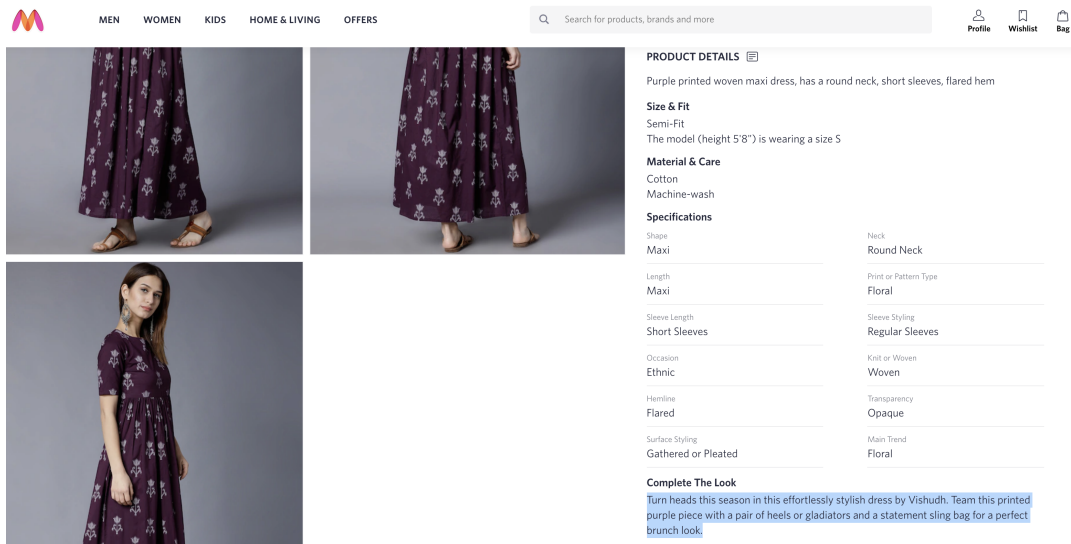 MEN WOMEN KIDS HOME & LIVING OFFERS
Search for products, brands and more
Profile Wishlist Bag
PRODUCT DETAILS
Purple printed woven maxi dress, has a round neck, short sleeves, flared hem
Size & Fit
Semi-Fit
The model (height 5'8") is wearing a size S
Material & Care
Cotton
Machine-wash
Specifications
Shape Neck
Maxi Round Neck
Length Print or Pattern Type
Maxi Floral
Sleeve Length Sleeve Styling
Short Sleeves Regular Sleeves
Occasion Knit or Woven
Ethnic Woven
Hemline Transparency
Flared Opaque
Surface Styling Main Trend
Gathered or Pleated Floral
Complete The Look
Turn heads this season in this effortlessly stylish dress by Vishudh. Team this printed
purple piece with a pair of heels or gladiators and a statement sling bag for a perfect
brunch look.